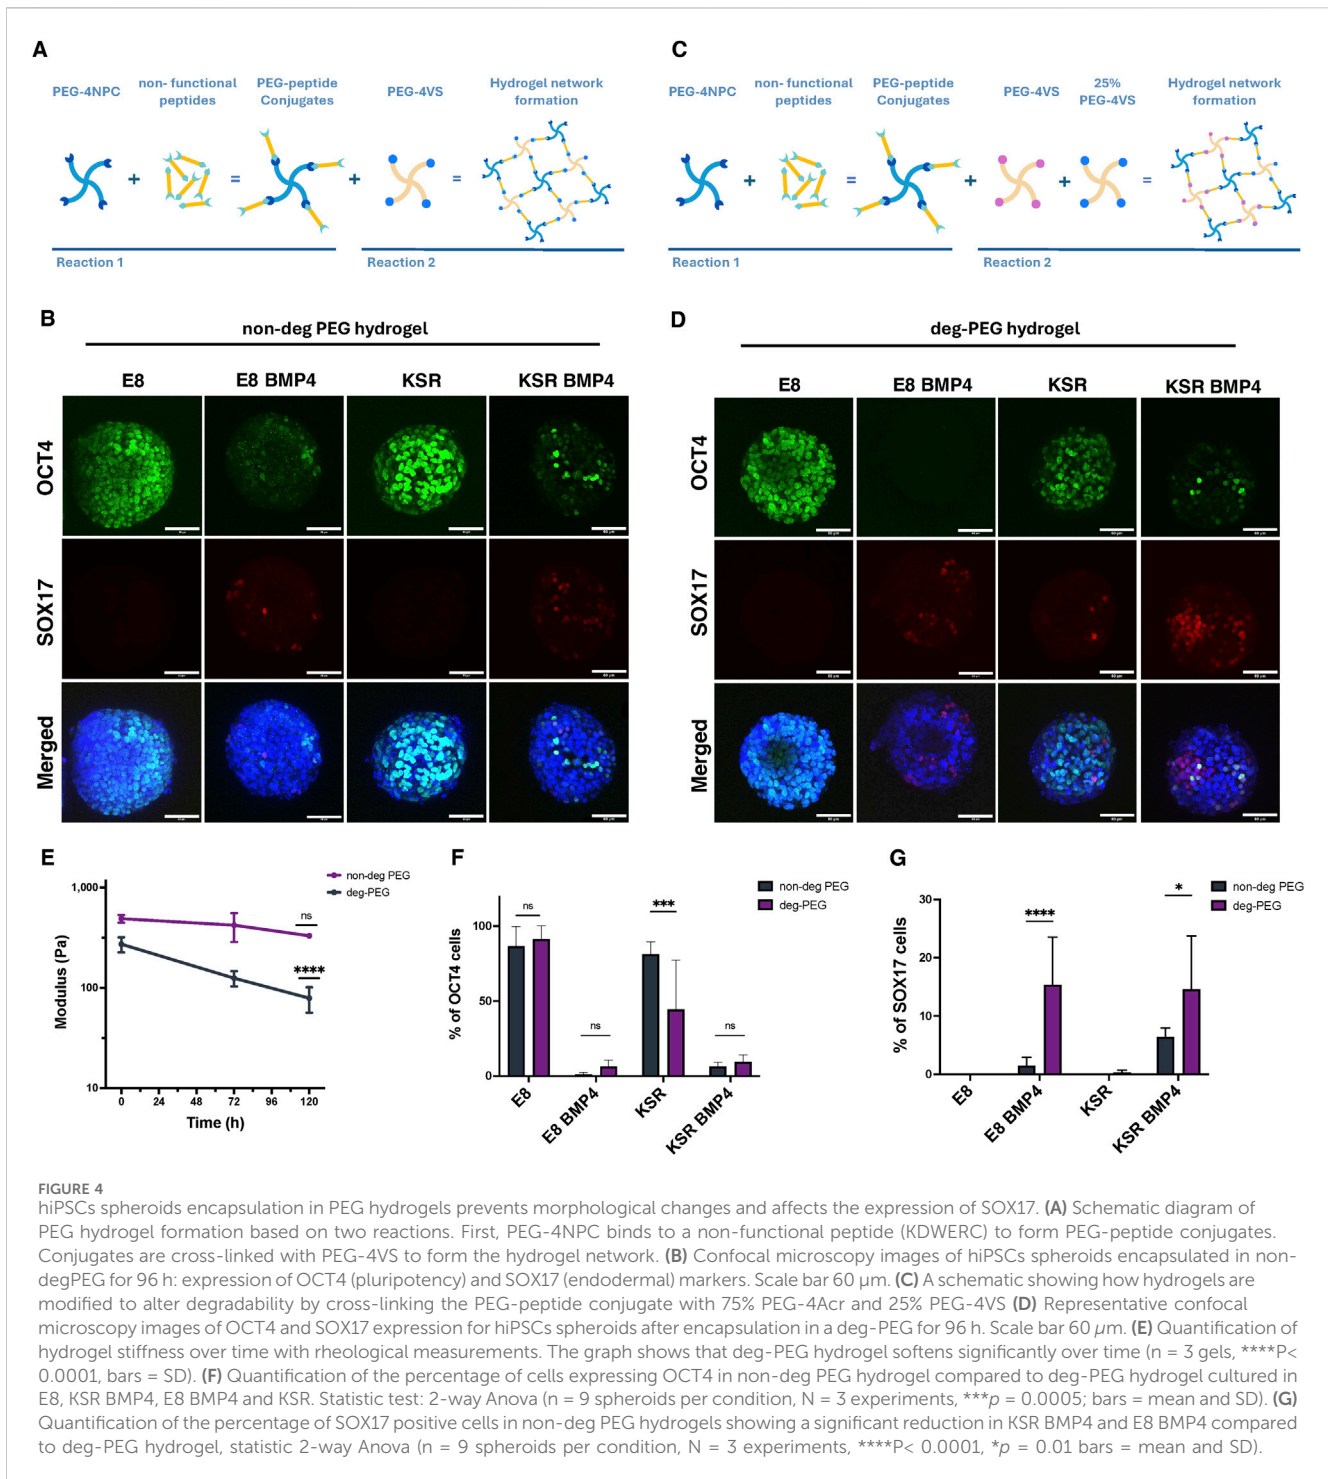 A
PEG-4NPC
non- functional
peptides
PEG-peptide
Conjugates
PEG-4VS
Hydrogel network
formation
+
=
+
=
Reaction 1
Reaction 2
C
PEG-4NPC
non- functional
peptides
PEG-peptide
Conjugates
PEG-4VS
25%
PEG-4VS
Hydrogel network
formation
+
=
+
+
=
Reaction 1
Reaction 2
B
non-deg PEG hydrogel
E8
E8 BMP4
KSR
KSR BMP4
OCT4
SOX17
Merged
D
deg-PEG hydrogel
E8
E8 BMP4
KSR
KSR BMP4
OCT4
SOX17
Merged
E
non-deg PEG
deg-PEG
Modulus (Pa)
1,000
100
10
ns
****
0 24 48 72 96 120
Time (h)
F
non-deg PEG
deg-PEG
% of OCT4 cells
100
50
0
ns
ns
***
ns
E8
E8 BMP4
KSR
KSR BMP4
G
non-deg PEG
deg-PEG
% of SOX17 cells
30
20
10
0
****
*
E8
E8 BMP4
KSR
KSR BMP4
FIGURE 4
hiPSCs spheroids encapsulation in PEG hydrogels prevents morphological changes and affects the expression of SOX17. (A) Schematic diagram of
PEG hydrogel formation based on two reactions. First, PEG-4NPC binds to a non-functional peptide (KDWERC) to form PEG-peptide conjugates.
Conjugates are cross-linked with PEG-4VS to form the hydrogel network. (B) Confocal microscopy images of hiPSCs spheroids encapsulated in non-
degPEG for 96 h: expression of OCT4 (pluripotency) and SOX17 (endodermal) markers. Scale bar 60 µm. (C) A schematic showing how hydrogels are
modified to alter degradability by cross-linking the PEG-peptide conjugate with 75% PEG-4Acr and 25% PEG-4VS (D) Representative confocal
microscopy images of OCT4 and SOX17 expression for hiPSCs spheroids after encapsulation in a deg-PEG for 96 h. Scale bar 60 µm. (E) Quantification of
hydrogel stiffness over time with rheological measurements. The graph shows that deg-PEG hydrogel softens significantly over time (n = 3 gels, ****P<
0.0001, bars = SD). (F) Quantification of the percentage of cells expressing OCT4 in non-deg PEG hydrogel compared to deg-PEG hydrogel cultured in
E8, KSR BMP4, E8 BMP4 and KSR. Statistic test: 2-way Anova (n = 9 spheroids per condition, N = 3 experiments, ***p = 0.0005; bars = mean and SD). (G)
Quantification of the percentage of SOX17 positive cells in non-deg PEG hydrogels showing a significant reduction in KSR BMP4 and E8 BMP4 compared
to deg-PEG hydrogel, statistic 2-way Anova (n = 9 spheroids per condition, N = 3 experiments, ****P< 0.0001, *p = 0.01 bars = mean and SD).